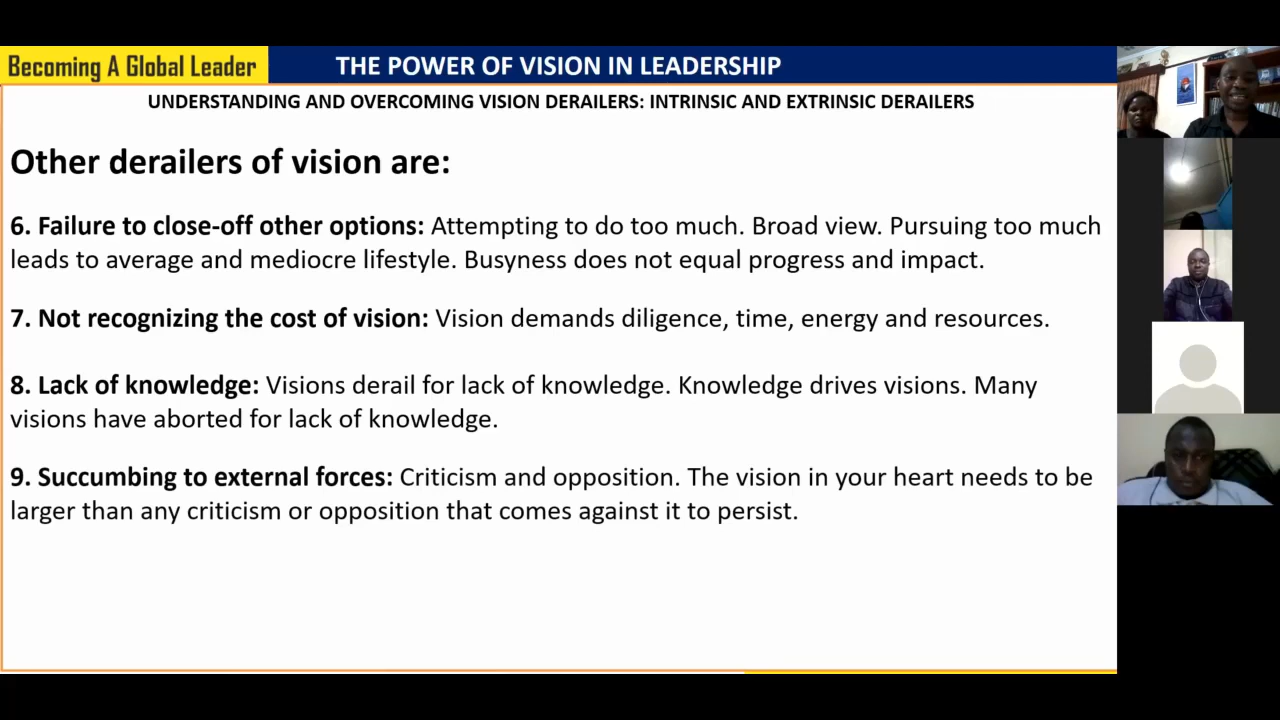 Becoming A Global Leader
THE POWER OF VISION IN LEADERSHIP
UNDERSTANDING AND OVERCOMING VISION DERAILERS: INTRINSIC AND EXTRINSIC DERAILERS
Other derailers of vision are:
6. Failure to close-off other options: Attempting to do too much. Broad view. Pursuing too much
leads to average and mediocre lifestyle. Busyness does not equal progress and impact.
7. Not recognizing the cost of vision: Vision demands diligence, time, energy and resources.
8. Lack of knowledge: Visions derail for lack of knowledge. Knowledge drives visions. Many
visions have aborted for lack of knowledge.
9. Succumbing to external forces: Criticism and opposition. The vision in your heart needs to be
larger than any criticism or opposition that comes against it to persist.